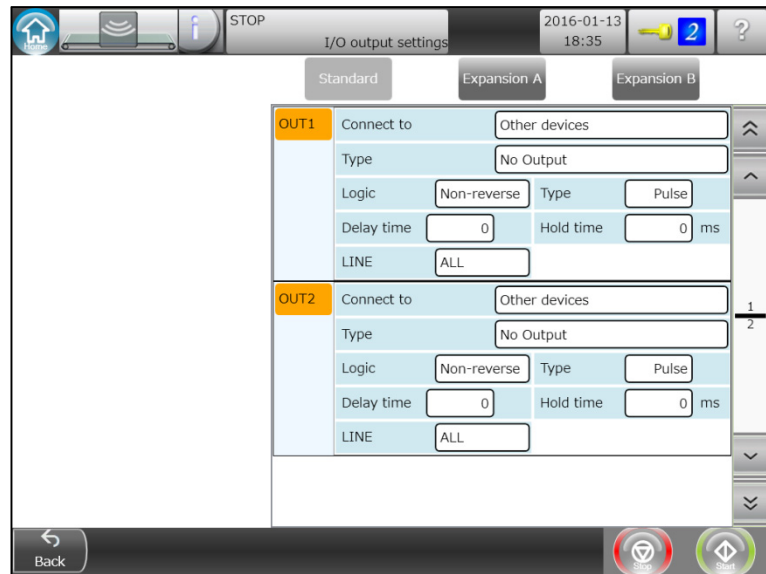 STOP
I/O output settings
2016-01-13
18:35
2
?
Home
i
Standard
Expansion A
Expansion B
OUT1
Connect to
Other devices
Type
No Output
Logic
Non-reverse
Type
Pulse
Delay time
0
Hold time
0
ms
LINE
ALL
OUT2
Connect to
Other devices
Type
No Output
Logic
Non-reverse
Type
Pulse
Delay time
0
Hold time
0
ms
LINE
ALL
1
2
Back
Stop
Start